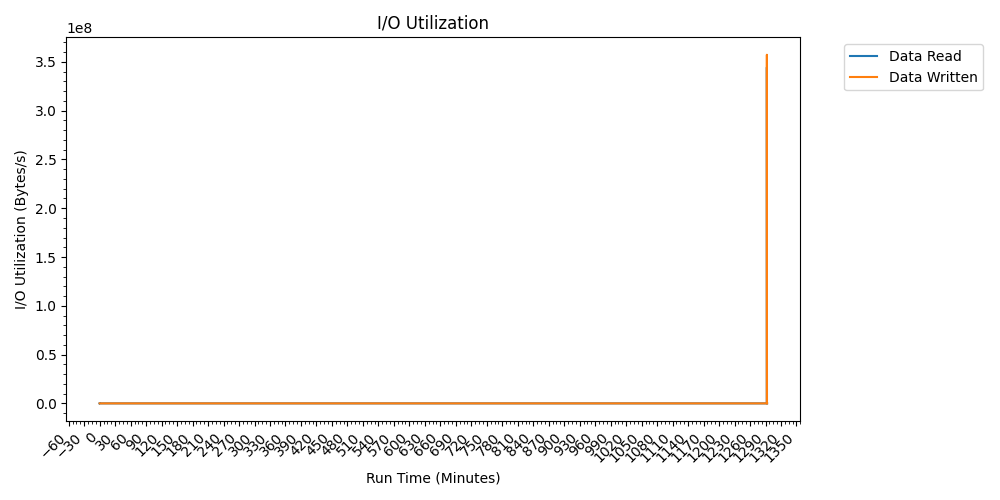 I/O Utilization
1e8
3.5
3.0
2.5
2.0
1.5
1.0
0.5
0.0
I/O Utilization (Bytes/s)
Data Read
Data Written
−60 −30 0 30 60 90 120 150 180 210 240 270 300 330 360 390 420 450 480 510 540 570 600 630 660 690 720 750 780 810 840 870 900 930 960 990 1020 1050 1080 1110 1140 1170 1200 1230 1260 1290 1320 1350
Run Time (Minutes)